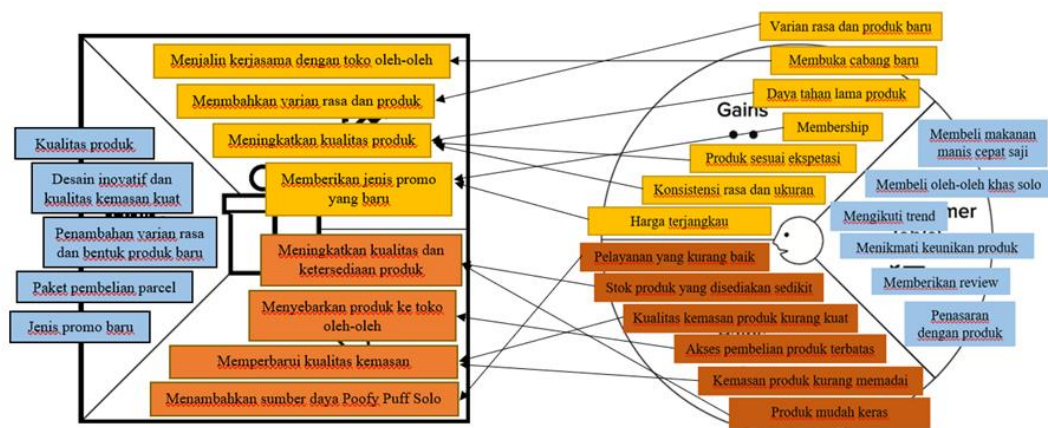 Varian rasa dan produk baru
Menjalin kerjasama dengan toko oleh-oleh
Membuka cabang baru
Menmbahkan varian rasa dan produk
Daya tahan lama produk
Gains
Kualitas produk
Meningkatkan kualitas produk
Membership
Membeli makanan
manis cepat saji
Produk sesuai ekspetasi
Desain inovatif dan
kualitas kemasan kuat
Memberikan jenis promo
yang baru
Konsistensi rasa dan ukuran
Membeli oleh-oleh khas solo
Harga terjangkau
Mengikuti trend
mer
Penambahan varian rasa
dan bentuk produk baru
Meningkatkan kualitas dan
ketersediaan produk
Pelayanan yang kurang baik
Menikmati keunikan produk
Paket pembelian parcel
Stok produk yang disediakan sedikit
Memberikan review
Menyebarkan produk ke toko
oleh-oleh
Kualitas kemasan produk kurang kuat
Jenis promo baru
Penasaran
dengan produk
Akses pembelian produk terbatas
Memperbarui kualitas kemasan
Kemasan produk kurang memadai
Menambahkan sumber daya Poofy Puff Solo
Produk mudah keras